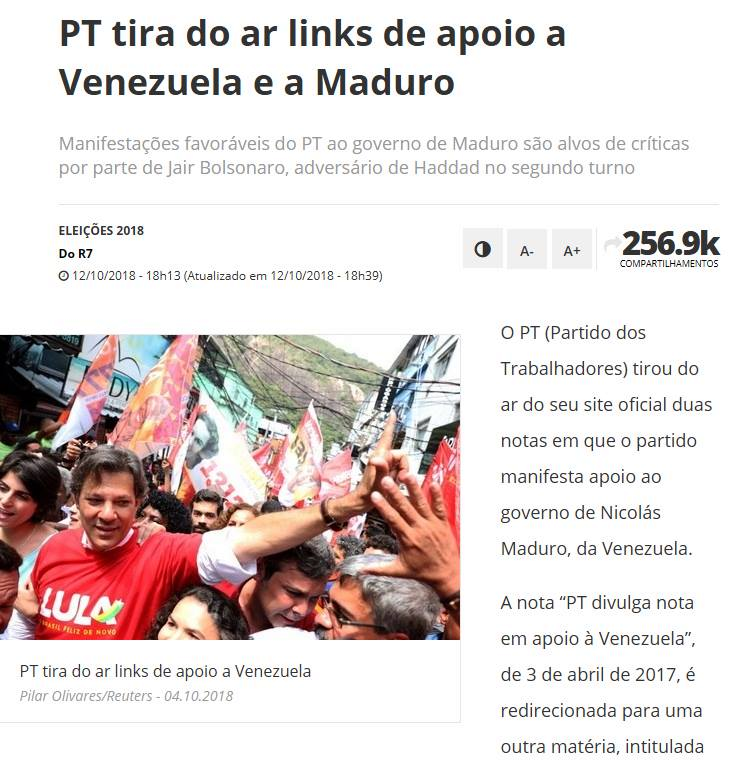 PT tira do ar links de apoio a
Venezuela e a Maduro
Manifestações favoráveis do PT ao governo de Maduro são alvos de críticas
por parte de Jair Bolsonaro, adversário de Haddad no segundo turno
ELEIÇÕES 2018
Do R7
12/10/2018 - 18h13 (Atualizado em 12/10/2018 - 18h39)
A-
A+
256.9k
COMPARTILHAMENTOS
LULA
BRASIL FELIZ DE NOVO
PT tira do ar links de apoio a Venezuela
Pilar Olivares/Reuters - 04.10.2018
O PT (Partido dos
Trabalhadores) tirou do
ar do seu site oficial duas
notas em que o partido
manifesta apoio ao
governo de Nicolás
Maduro, da Venezuela.
A nota “PT divulga nota
em apoio à Venezuela”,
de 3 de abril de 2017, é
redirecionada para uma
outra matéria, intitulada